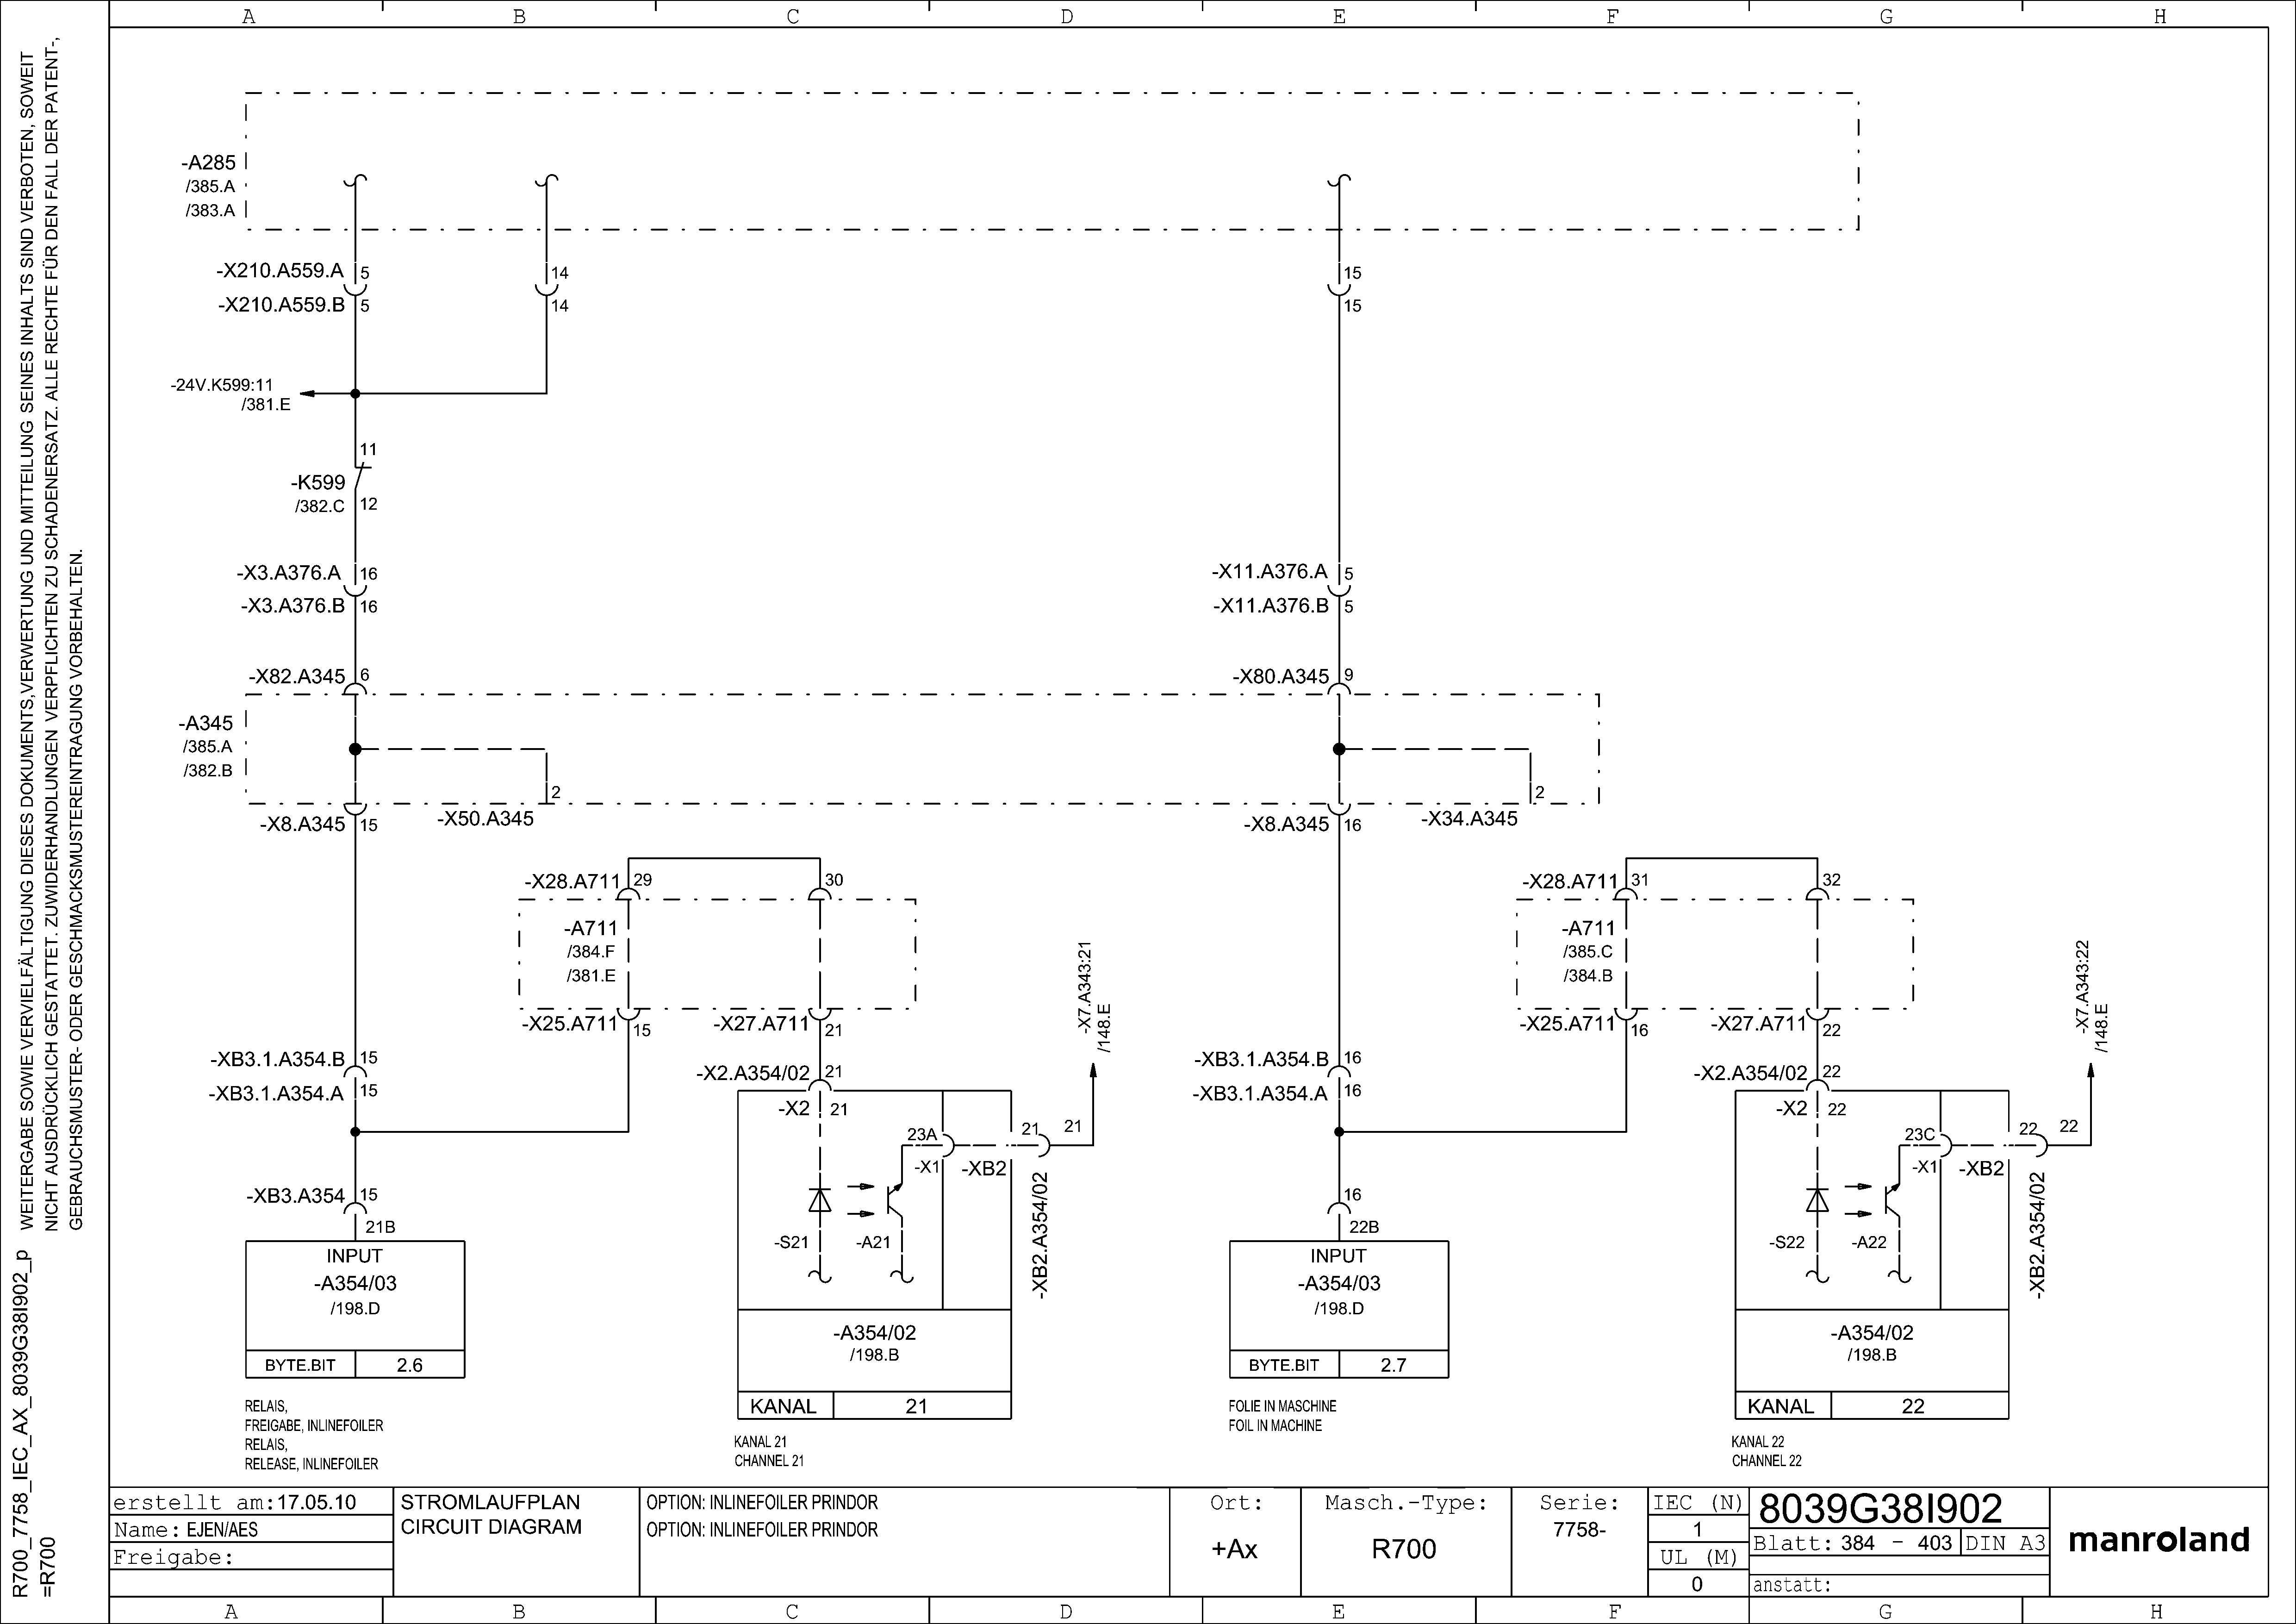 A B C D E F G H
-A285
/385.A
/383.A
-X210.A559.A 5 14 15
-X210.A559.B 5 14 15
-24V.K599:11
/381.E
11
-K599
/382.C 12
-X3.A376.A 16 -X11.A376.A 5
-X3.A376.B 16 -X11.A376.B 5
-X82.A345 6 -X80.A345 9
-A345
/385.A
/382.B
2 2
-X8.A345 15 -X50.A345 -X8.A345 16 -X34.A345
-X28.A711 29 30 -X28.A711 31 32
-A711 -A711
/384.F /385.C
/381.E /384.B
-X25.A711 15 -X27.A711 21 -X25.A711 16 -X27.A711 22
-X7.A343:21
/148.E
-X7.A343:22
/148.E
-XB3.1.A354.B 15 -X2.A354/02 21 -XB3.1.A354.B 16 -X2.A354/02 22
-XB3.1.A354.A 15 -X2 21 -XB3.1.A354.A 16 -X2 22
23A 21 21 23C 22 22
-X1 -XB2 -X1 -XB2
-XB2.A354/02 -XB2.A354/02
-XB3.A354 15 16
21B 22B
-S21 -A21 -S22 -A22
INPUT INPUT
-A354/03 -A354/03
/198.D /198.D
-A354/02 -A354/02
/198.B /198.B
BYTE.BIT 2.6 BYTE.BIT 2.7
KANAL 21 KANAL 22
RELAIS,
FREIGABE, INLINEFOILER
RELAIS,
RELEASE, INLINEFOILER
KANAL 21
CHANNEL 21
FOLIE IN MASCHINE
FOIL IN MACHINE
KANAL 22
CHANNEL 22
erstellt am:17.05.10
Name: EJEN/AES
Freigabe:
STROMLAUFPLAN
CIRCUIT DIAGRAM
OPTION: INLINEFOILER PRINDOR
OPTION: INLINEFOILER PRINDOR
Ort:
+Ax
Masch.-Type:
R700
Serie:
7758-
IEC (N)
1
UL (M)
0
8039G38I902
Blatt: 384 - 403 DIN A3
anstatt:
manroland
A B C D E F G H
WEITERGABE SOWIE VERVIELFÄLTIGUNG DIESES DOKUMENTS,VERWERTUNG UND MITTEILUNG SEINES INHALTS SIND VERBOTEN, SOWEIT
NICHT AUSDRÜCKLICH GESTATTET. ZUWIDERHANDLUNGEN VERPFLICHTEN ZU SCHADENERSATZ. ALLE RECHTE FÜR DEN FALL DER PATENT-,
GEBRAUCHSMUSTER- ODER GESCHMACKSMUSTEREINTRAGUNG VORBEHALTEN.
R700_7758_IEC_AX_8039G38I902_p
=R700